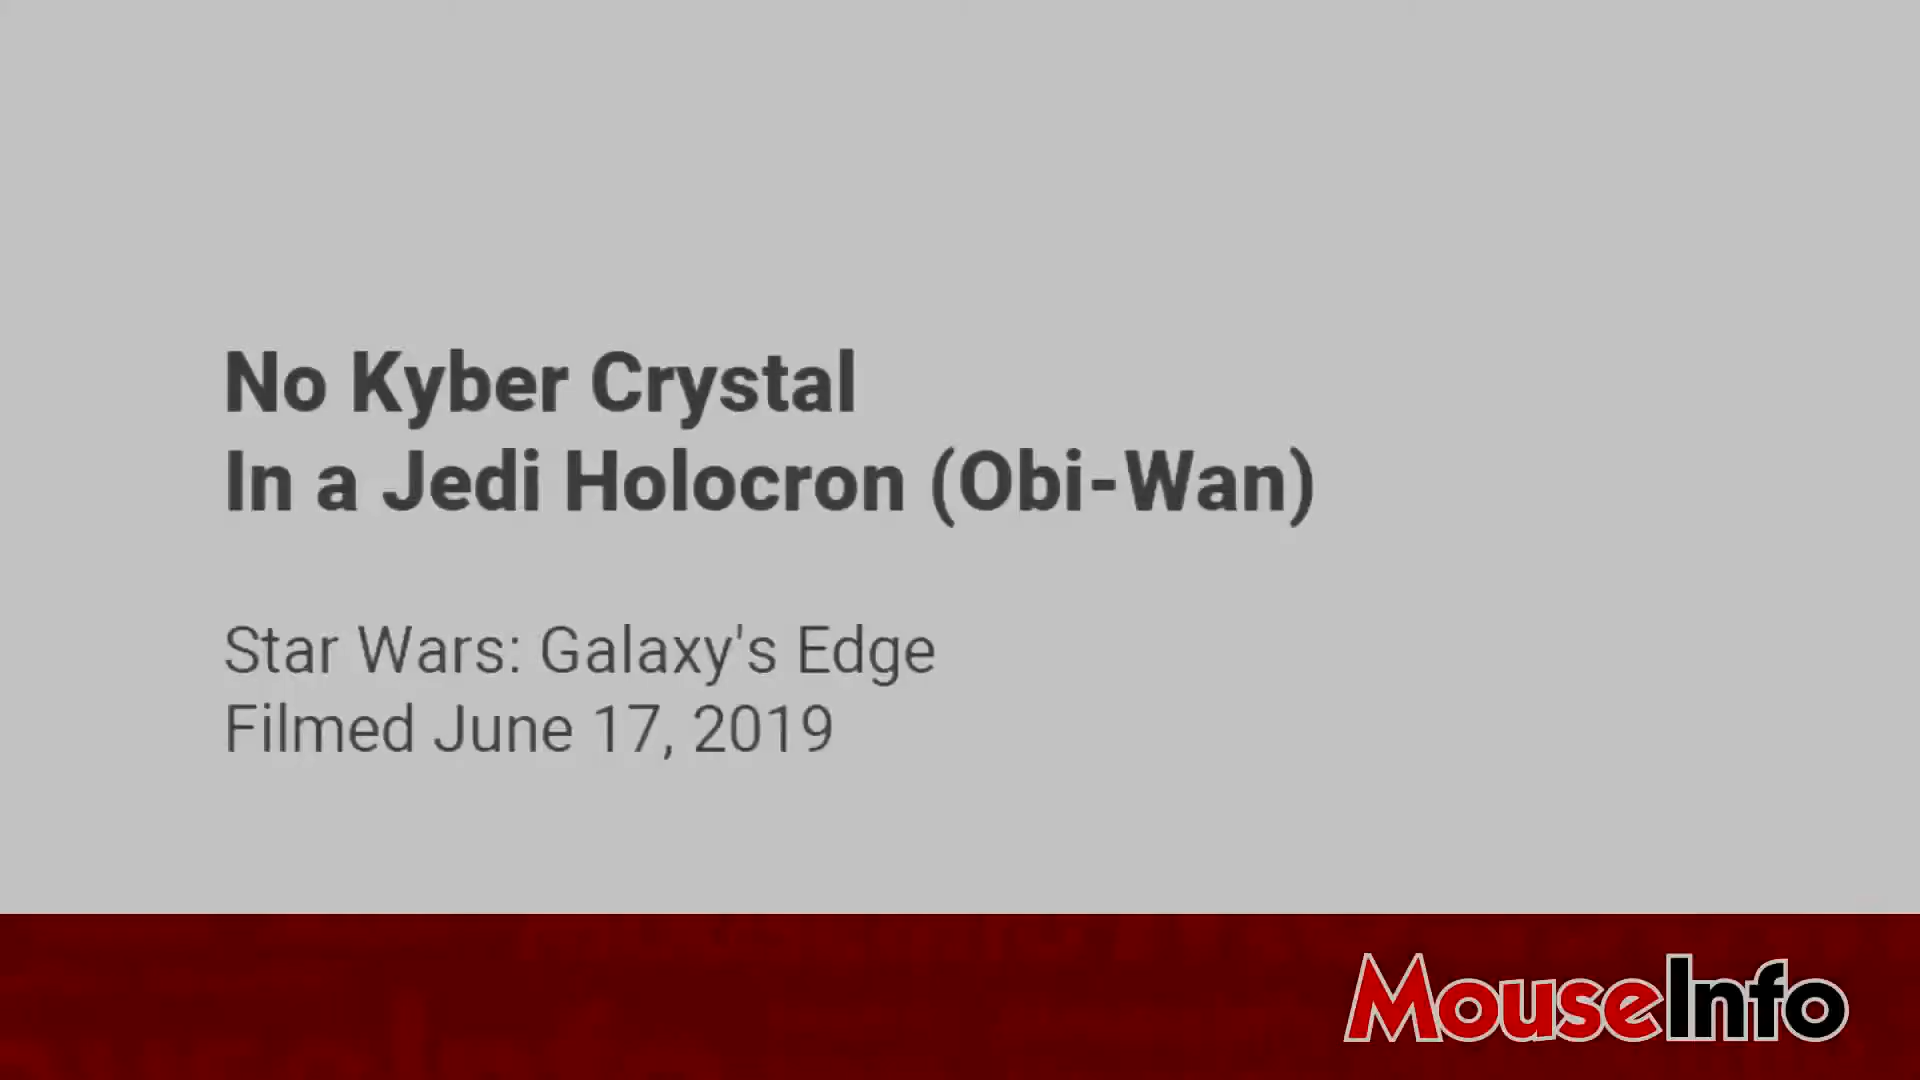 No Kyber Crystal
In a Jedi Holocron (Obi-Wan)
Star Wars: Galaxy's Edge
Filmed June 17, 2019
MouseInfo